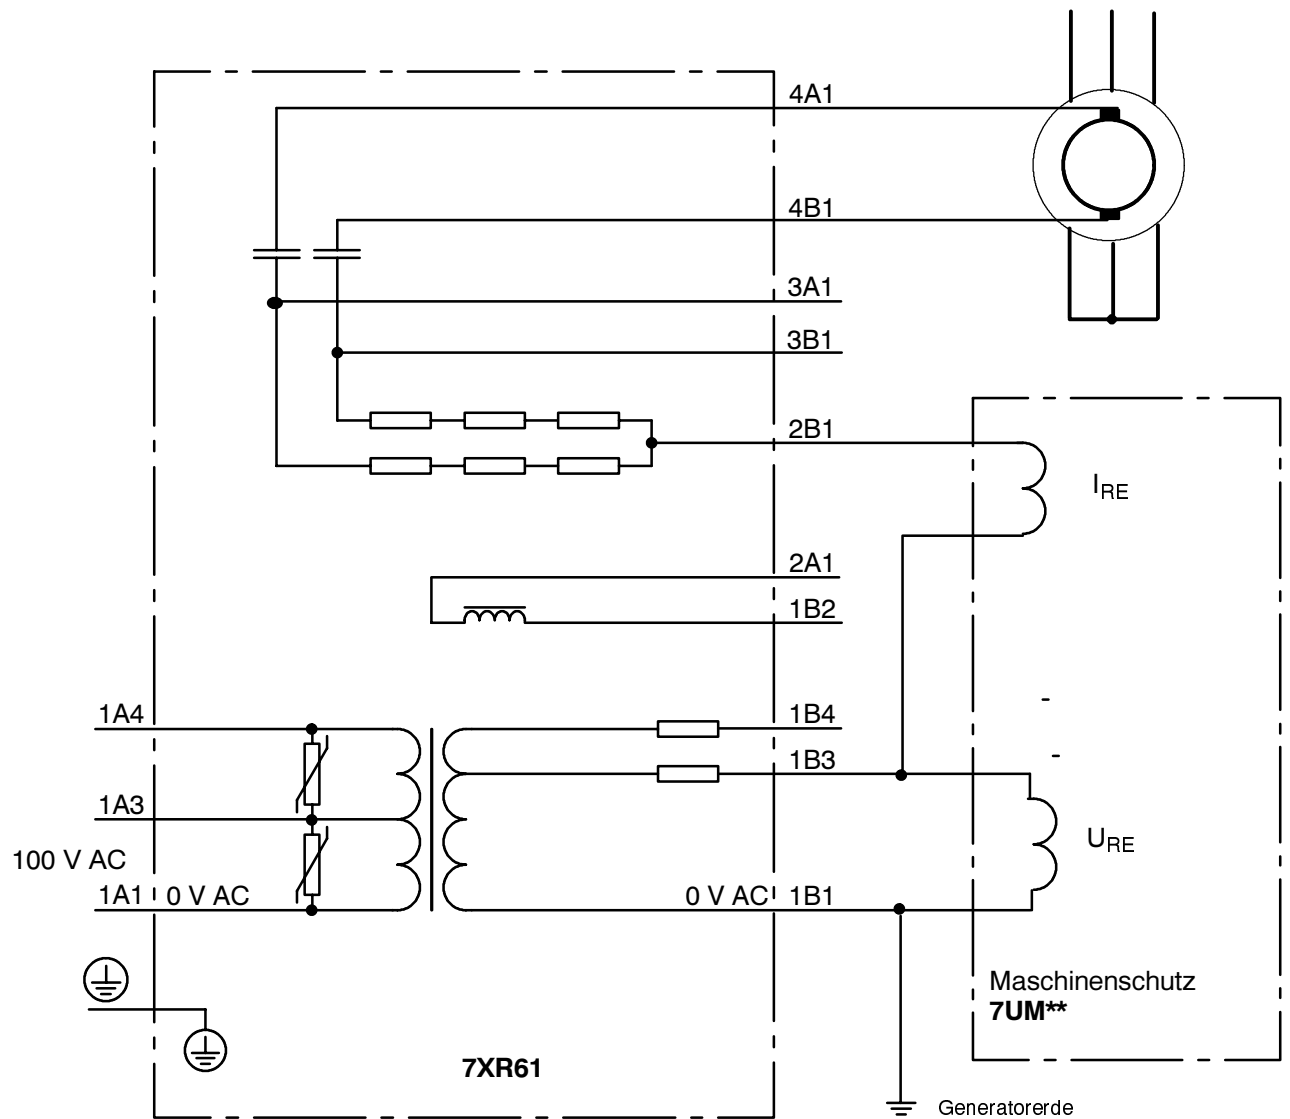 4A1
4B1
3A1
3B1
2B1
I_RE
2A1
1B2
1A4
1B4
1B3
1A3
U_RE
100 V AC
1A1 0 V AC
0 V AC 1B1
Maschinenschutz
7UM**
7XR61
Generatorerde